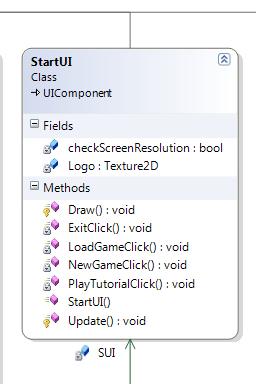 StartUI
Class
UIComponent
Fields
checkScreenResolution : bool
Logo : Texture2D
Methods
Draw() : void
ExitClick() : void
LoadGameClick() : void
NewGameClick() : void
PlayTutorialClick() : void
StartUI()
Update() : void
SUI